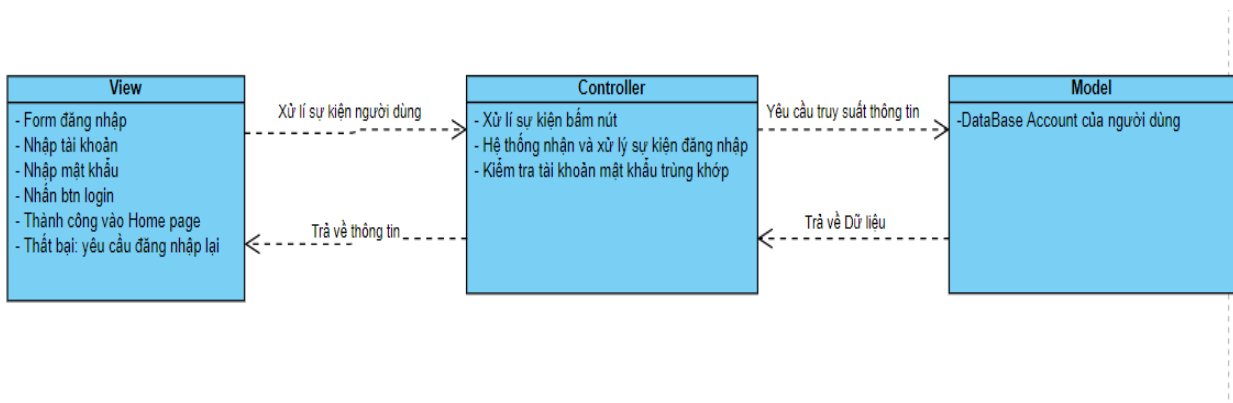 View
- Form đăng nhập
- Nhập tài khoản
- Nhập mật khẩu
- Nhấn btn login
- Thành công vào Home page
- Thất bại: yêu cầu đăng nhập lại
Xử lí sự kiện người dùng
Trả về thông tin
Controller
- Xử lí sự kiện bấm nút
- Hệ thống nhận và xử lý sự kiện đăng nhập
- Kiểm tra tài khoản mật khẩu trùng khớp
Yêu cầu truy suất thông tin
Trả về Dữ liệu
Model
-DataBase Account của người dùng